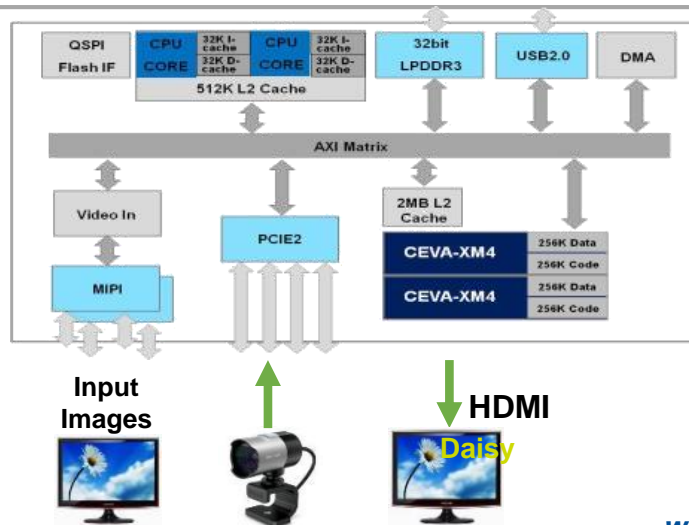 QSPI
Flash IF
CPU
CORE
32K I-
cache
32K D-
cache
CPU
CORE
32K I-
cache
32K D-
cache
512K L2 Cache
32bit
LPDDR3
USB2.0
DMA
AXI Matrix
Video In
MIPI
PCIE2
2MB L2
Cache
CEVA-XM4
256K Data
256K Code
CEVA-XM4
256K Data
256K Code
Input
Images
HDMI
Daisy